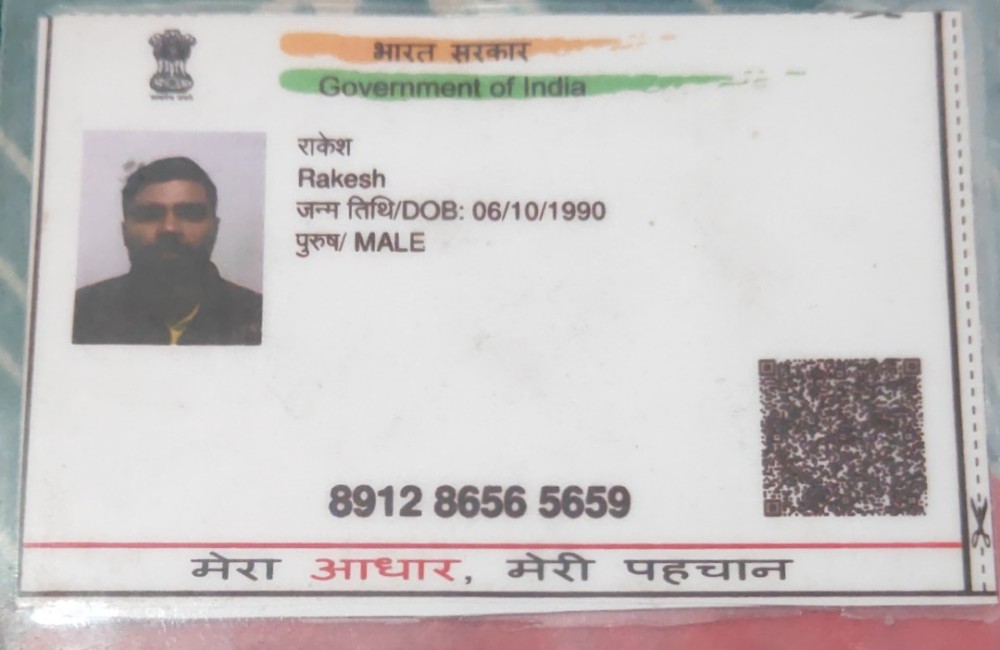 भारत सरकार
Government of India
राकेश
Rakesh
जन्म तिथि/DOB: 06/10/1990
पुरुष/ MALE
8912 8656 5659
मेरा आधार, मेरी पहचान